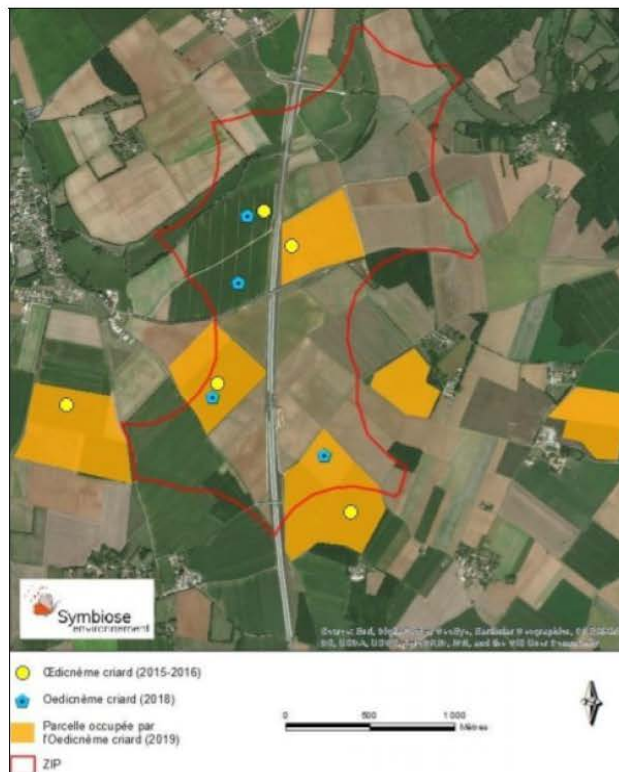 Symbiose
environnement
Œdicnème criard (2015-2016)
Oedicnème criard (2018)
Parcelle occupée par
l'Oedicnème criard (2019)
ZIP
0 500 1 000
Mètres